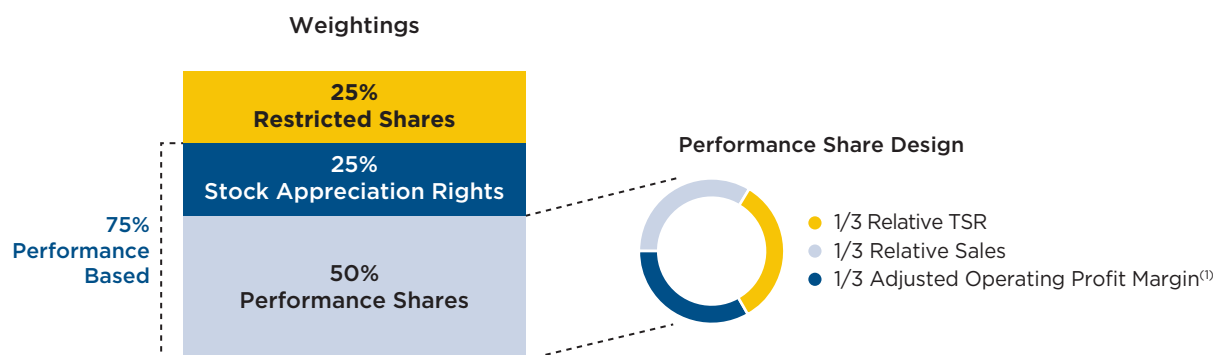 Weightings
25%
Restricted Shares
25%
Stock Appreciation Rights
75%
Performance
Based
50%
Performance Shares
Performance Share Design
1/3 Relative TSR
1/3 Relative Sales
1/3 Adjusted Operating Profit Margin(1)